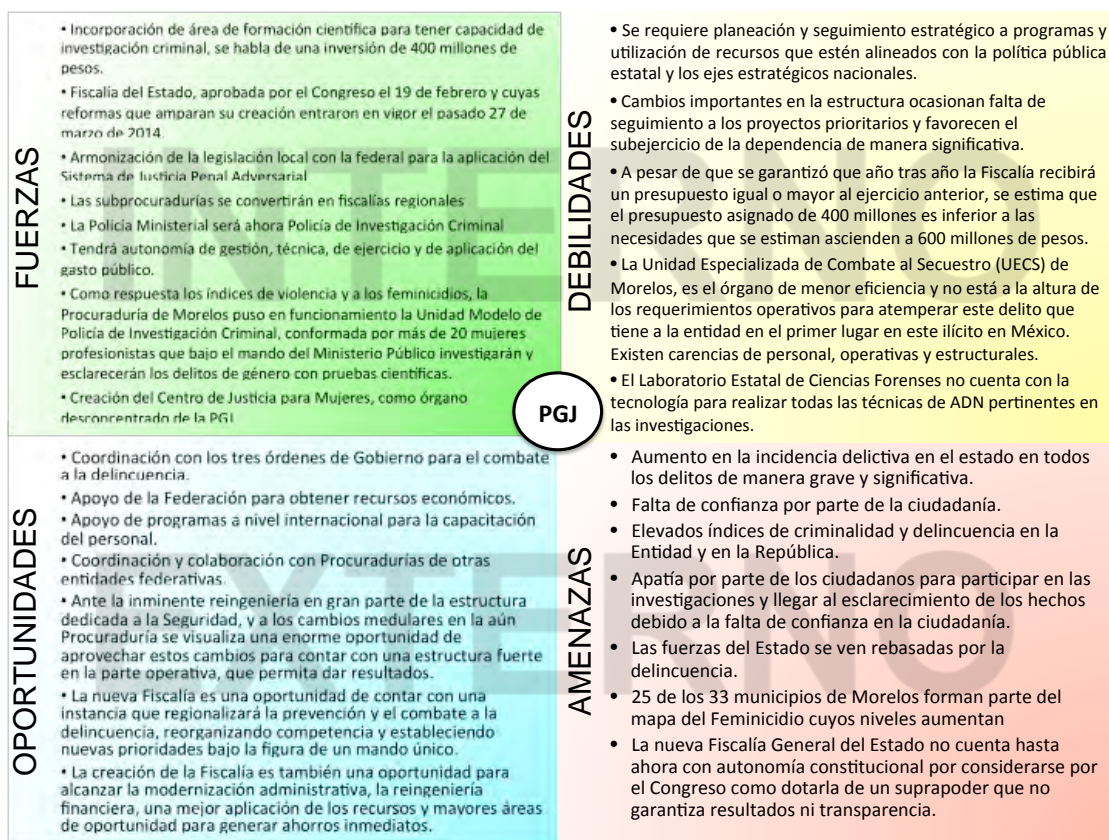 FUERZAS
• Incorporación de área de formación científica para tener capacidad de
investigación criminal, se habla de una inversión de 400 millones de
pesos.
• Fiscalía del Estado, aprobada por el Congreso el 19 de febrero y cuyas
reformas que amparan su creación entraron en vigor el pasado 27 de
marzo de 2014.
• Armonización de la legislación local con la federal para la aplicación del
Sistema de Justicia Penal Adversarial
• Las subprocuradurías se convertirán en fiscalías regionales
• La Policía Ministerial será ahora Policía de Investigación Criminal
• Tendrá autonomía de gestión, técnica, de ejercicio y de aplicación del
gasto público.
• Como respuesta los índices de violencia y a los feminicidios, la
Procuraduría de Morelos puso en funcionamiento la Unidad Modelo de
Policía de Investigación Criminal, conformada por más de 20 mujeres
profesionistas que bajo el mando del Ministerio Público investigarán y
esclarecerán los delitos de género con pruebas científicas.
• Creación del Centro de Justicia para Mujeres, como órgano
desconcentrado de la PGJ
DEBILIDADES
• Se requiere planeación y seguimiento estratégico a programas y
utilización de recursos que estén alineados con la política pública
estatal y los ejes estratégicos nacionales.
• Cambios importantes en la estructura ocasionan falta de
seguimiento a los proyectos prioritarios y favorecen el
subejercicio de la dependencia de manera significativa.
• A pesar de que se garantizó que año tras año la Fiscalía recibirá
un presupuesto igual o mayor al ejercicio anterior, se estima que
el presupuesto asignado de 400 millones es inferior a las
necesidades que se estiman ascienden a 600 millones de pesos.
• La Unidad Especializada de Combate al Secuestro (UECS) de
Morelos, es el órgano de menor eficiencia y no está a la altura de
los requerimientos operativos para atemperar este delito que
tiene a la entidad en el primer lugar en este ilícito en México.
Existen carencias de personal, operativas y estructurales.
• El Laboratorio Estatal de Ciencias Forenses no cuenta con la
tecnología para realizar todas las técnicas de ADN pertinentes en
las investigaciones.
INTERNO
PGJ
OPORTUNIDADES
• Coordinación con los tres órdenes de Gobierno para el combate
a la delincuencia.
• Apoyo de la Federación para obtener recursos económicos.
• Apoyo de programas a nivel internacional para la capacitación
del personal.
• Coordinación y colaboración con Procuradurías de otras
entidades federativas.
• Ante la inminente reingeniería en gran parte de la estructura
dedicada a la Seguridad, y a los cambios medulares en la aún
Procuraduría se visualiza una enorme oportunidad de
aprovechar estos cambios para contar con una estructura fuerte
en la parte operativa, que permita dar resultados.
• La nueva Fiscalía es una oportunidad de contar con una
instancia que regionalizará la prevención y el combate a la
delincuencia, reorganizando competencia y estableciendo
nuevas prioridades bajo la figura de un mando único.
• La creación de la Fiscalía es también una oportunidad para
alcanzar la modernización administrativa, la reingeniería
financiera, una mejor aplicación de los recursos y mayores áreas
de oportunidad para generar ahorros inmediatos.
AMENAZAS
• Aumento en la incidencia delictiva en el estado en todos
los delitos de manera grave y significativa.
• Falta de confianza por parte de la ciudadanía.
• Elevados índices de criminalidad y delincuencia en la
Entidad y en la República.
• Apatía por parte de los ciudadanos para participar en las
investigaciones y llegar al esclarecimiento de los hechos
debido a la falta de confianza en la ciudadanía.
• Las fuerzas del Estado se ven rebasadas por la
delincuencia.
• 25 de los 33 municipios de Morelos forman parte del
mapa del Feminicidio cuyos niveles aumentan
• La nueva Fiscalía General del Estado no cuenta hasta
ahora con autonomía constitucional por considerarse por
el Congreso como dotarla de un suprapoder que no
garantiza resultados ni transparencia.
EXTERNO